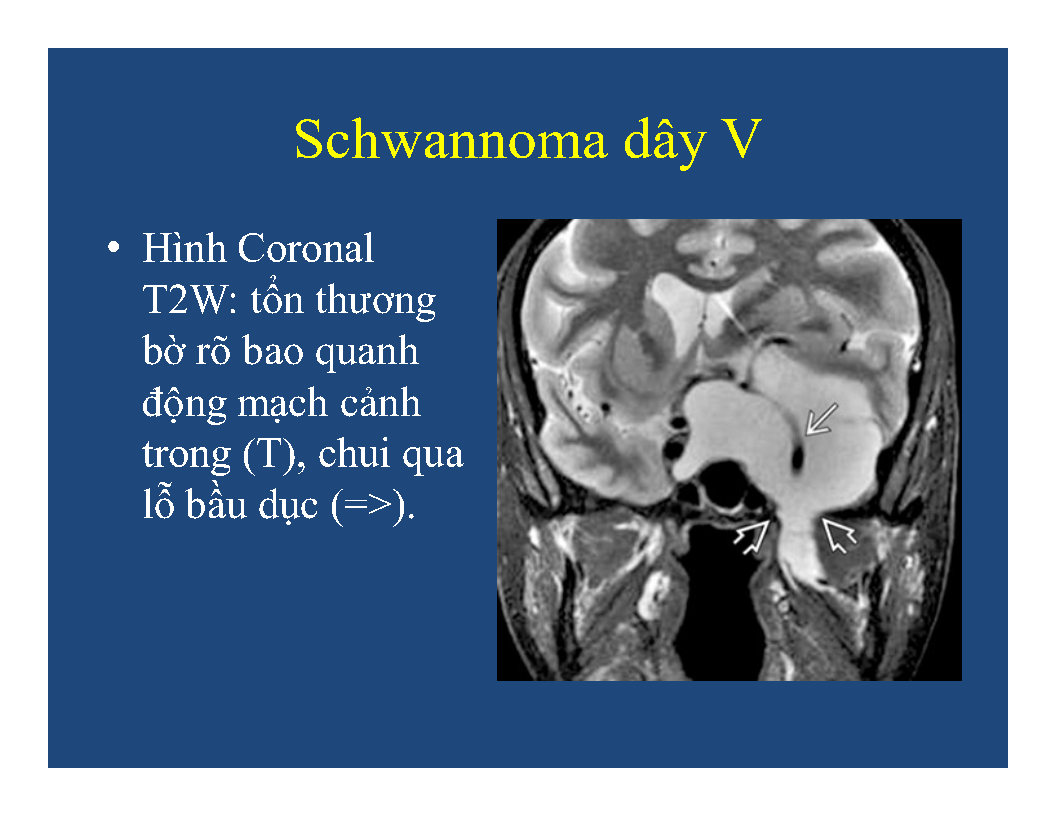 Schwannoma dây V
• Hình Coronal
T2W: tổn thương
bờ rõ bao quanh
động mạch cảnh
trong (T), chui qua
lỗ bầu dục (=>).